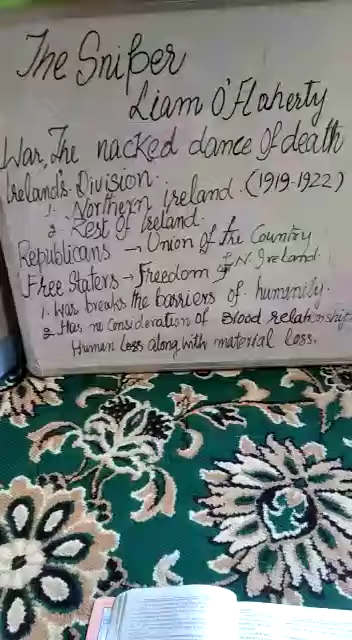 The Sniper
Liam O'Flaherty
War, The nacked dance of death
Ireland's Division.
1. Northern ireland. (1919-1922)
2. Rest of Ireland.
Republicans → Union of the Country
Free Staters → Freedom of N. Ireland.
1. War breaks the barriers of humanity.
2. Has no Consideration of Blood relationship
Human Loss along with material loss.